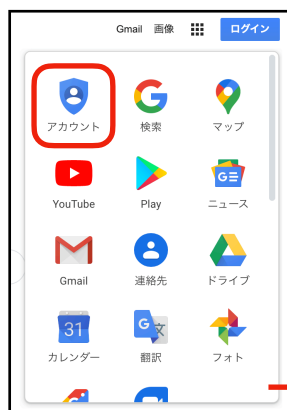 Gmail 画像 ログイン
アカウント 検索 マップ
GE
YouTube Play ニュース
Gmail 連絡先 ドライブ
31 G 文
カレンダー 翻訳 フォト